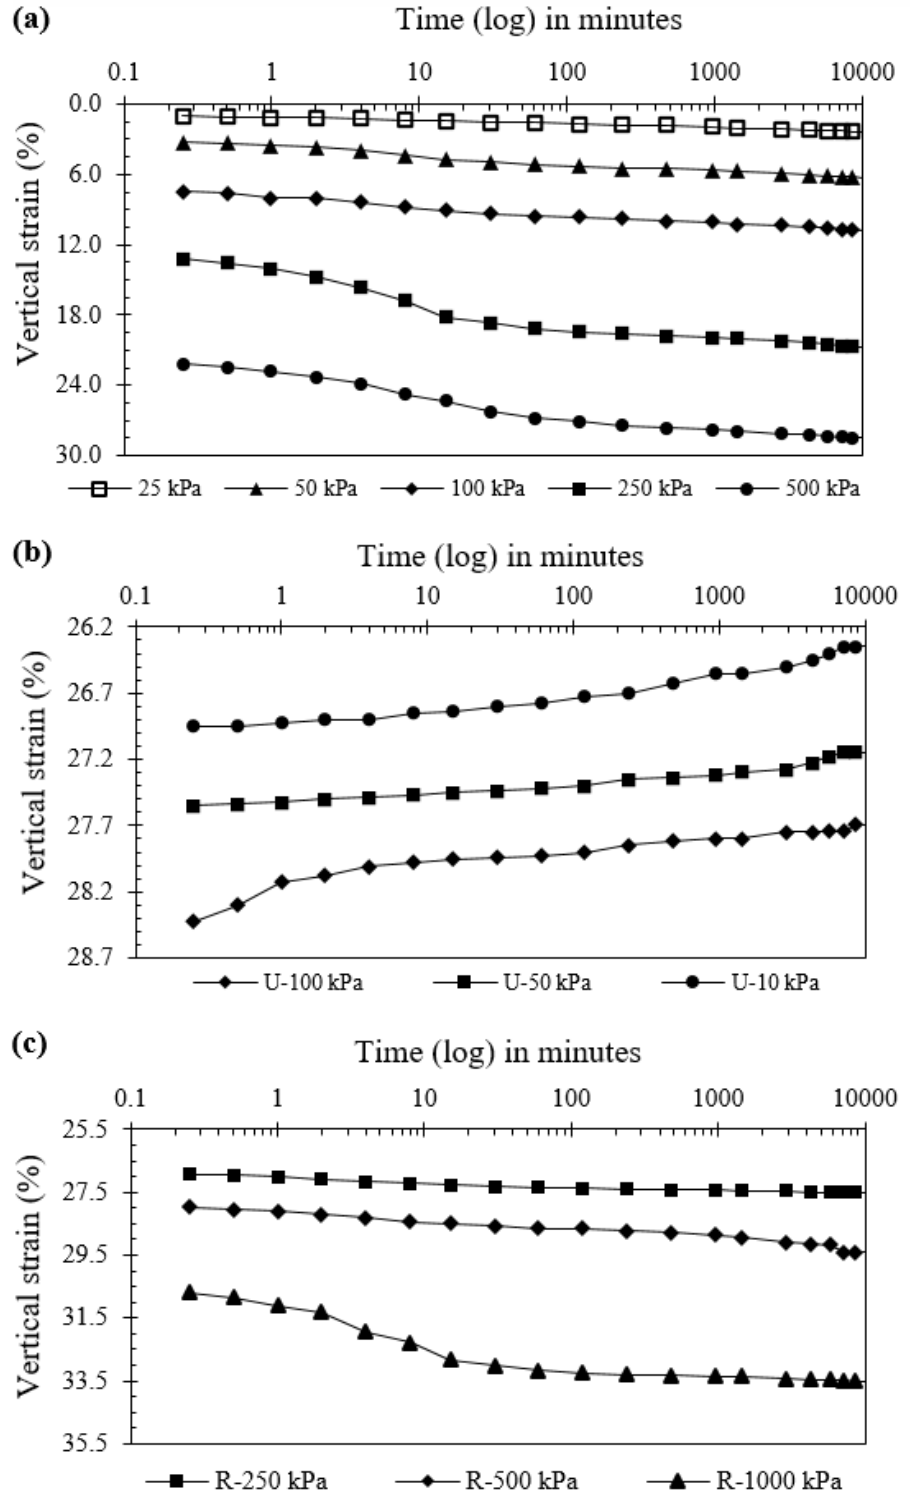 (a)
Time (log) in minutes
0.1 1 10 100 1000 10000
Vertical strain (%)
0.0
6.0
12.0
18.0
24.0
30.0
25 kPa 50 kPa 100 kPa 250 kPa 500 kPa
(b)
Time (log) in minutes
0.1 1 10 100 1000 10000
Vertical strain (%)
26.2
26.7
27.2
27.7
28.2
28.7
U-100 kPa U-50 kPa U-10 kPa
(c)
Time (log) in minutes
0.1 1 10 100 1000 10000
Vertical strain (%)
25.5
27.5
29.5
31.5
33.5
35.5
R-250 kPa R-500 kPa R-1000 kPa